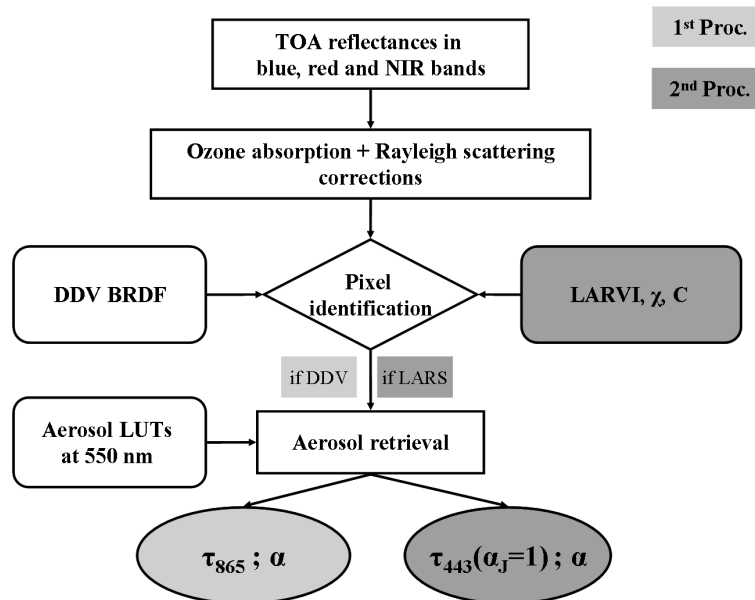 TOA reflectances in
blue, red and NIR bands
1st Proc.
2nd Proc.
Ozone absorption + Rayleigh scattering
corrections
DDV BRDF
Pixel
identification
LARVI, χ, C
if DDV
if LARS
Aerosol LUTs
at 550 nm
Aerosol retrieval
τ865 ; α
τ443(αJ=1) ; α